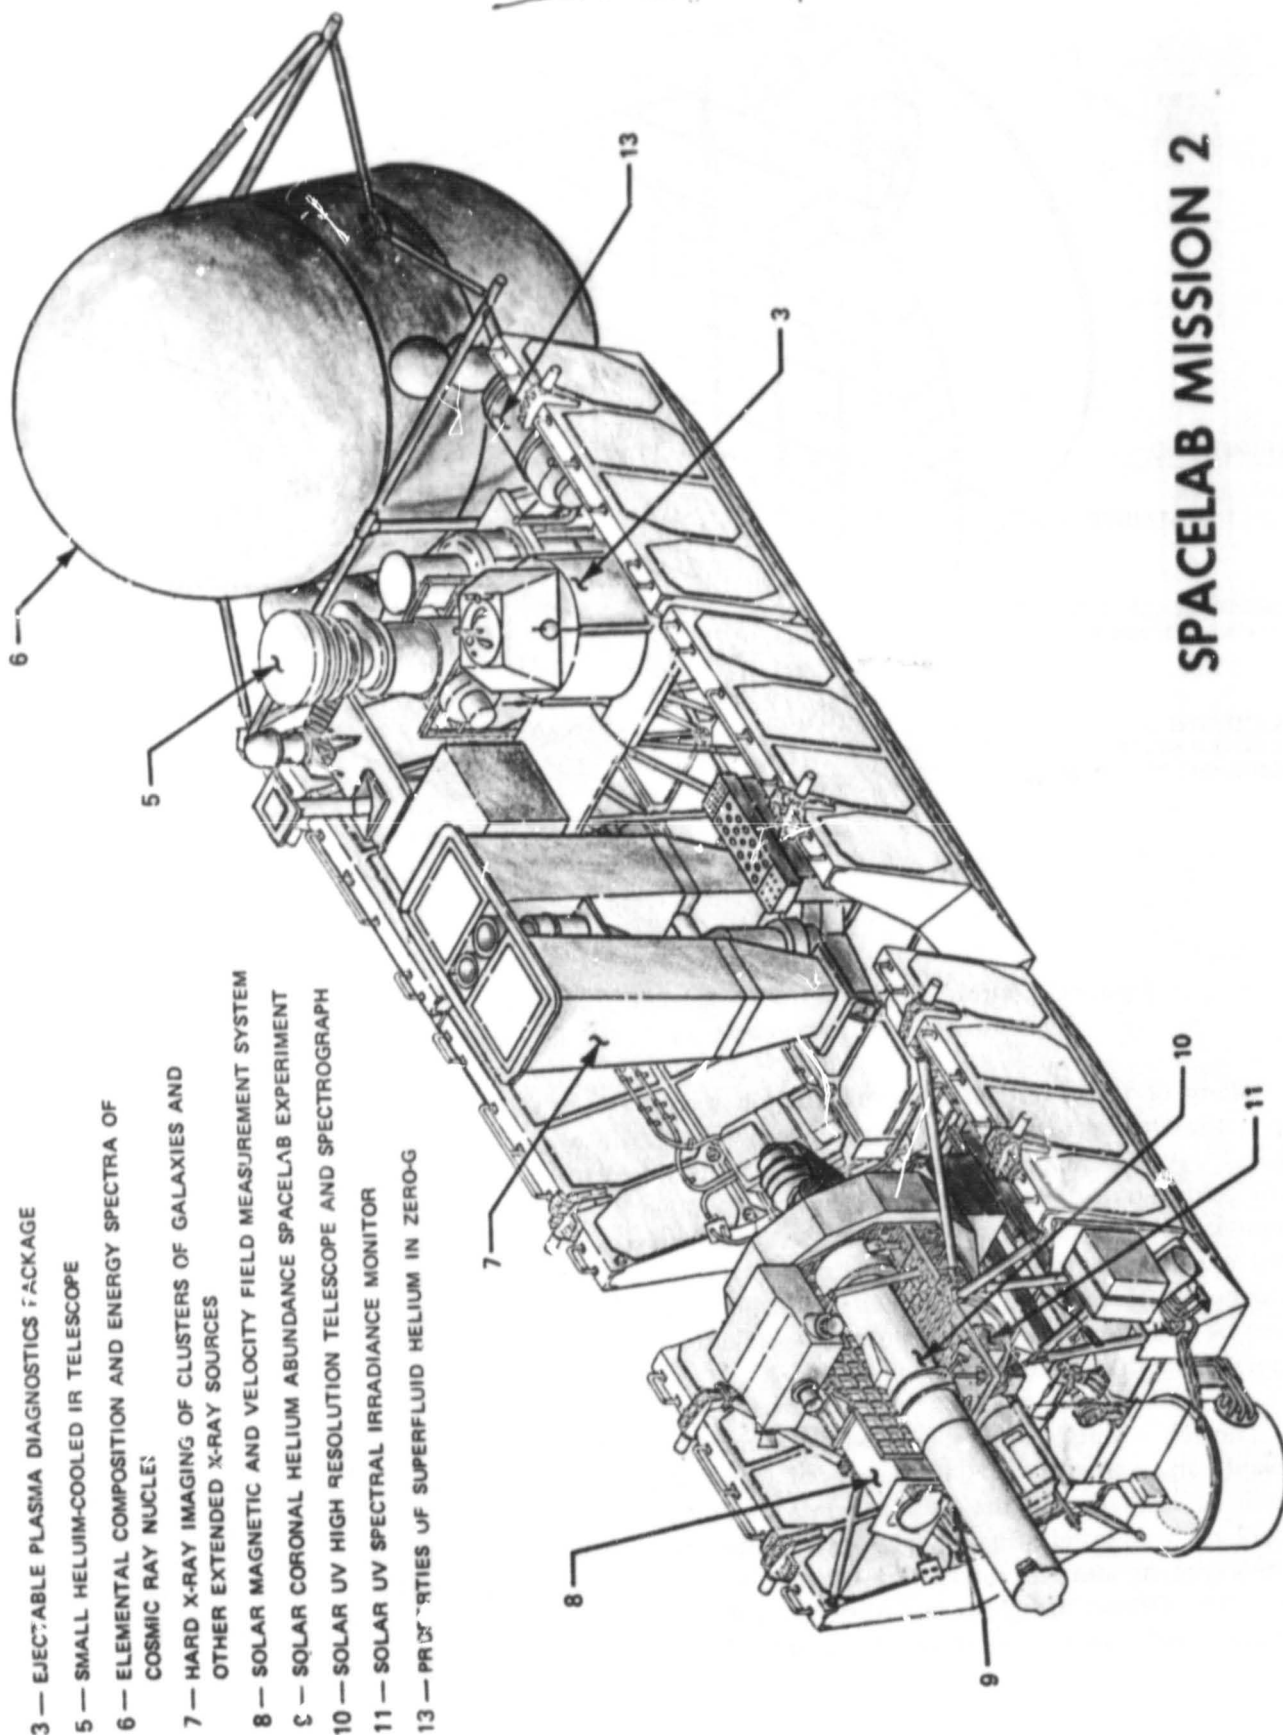 3 — EJECTABLE PLASMA DIAGNOSTICS PACKAGE
5 — SMALL HELUIM-COOLED IR TELESCOPE
6 — ELEMENTAL COMPOSITION AND ENERGY SPECTRA OF
COSMIC RAY NUCLEI
7 — HARD X-RAY IMAGING OF CLUSTERS OF GALAXIES AND
OTHER EXTENDED X-RAY SOURCES
8 — SOLAR MAGNETIC AND VELOCITY FIELD MEASUREMENT SYSTEM
9 — SOLAR CORONAL HELIUM ABUNDANCE SPACELAB EXPERIMENT
10 — SOLAR UV HIGH RESOLUTION TELESCOPE AND SPECTROGRAPH
11 — SOLAR UV SPECTRAL IRRADIANCE MONITOR
13 — PROPERTIES OF SUPERFLUID HELIUM IN ZERO-G
6
5
13
3
7
8
10
11
9
SPACELAB MISSION 2